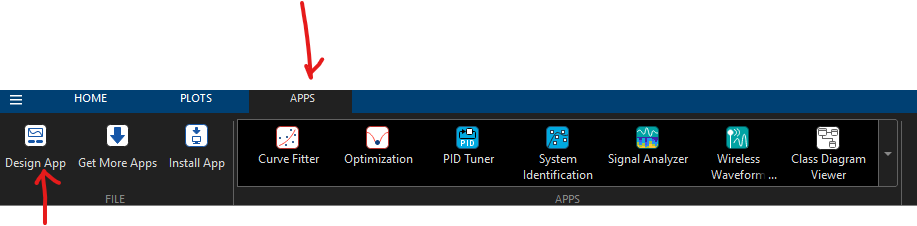 HOME PLOTS APPS
Design App Get More Apps Install App
PID
Curve Fitter Optimization PID Tuner System Identification Signal Analyzer Wireless Waveform ... Class Diagram Viewer
FILE APPS